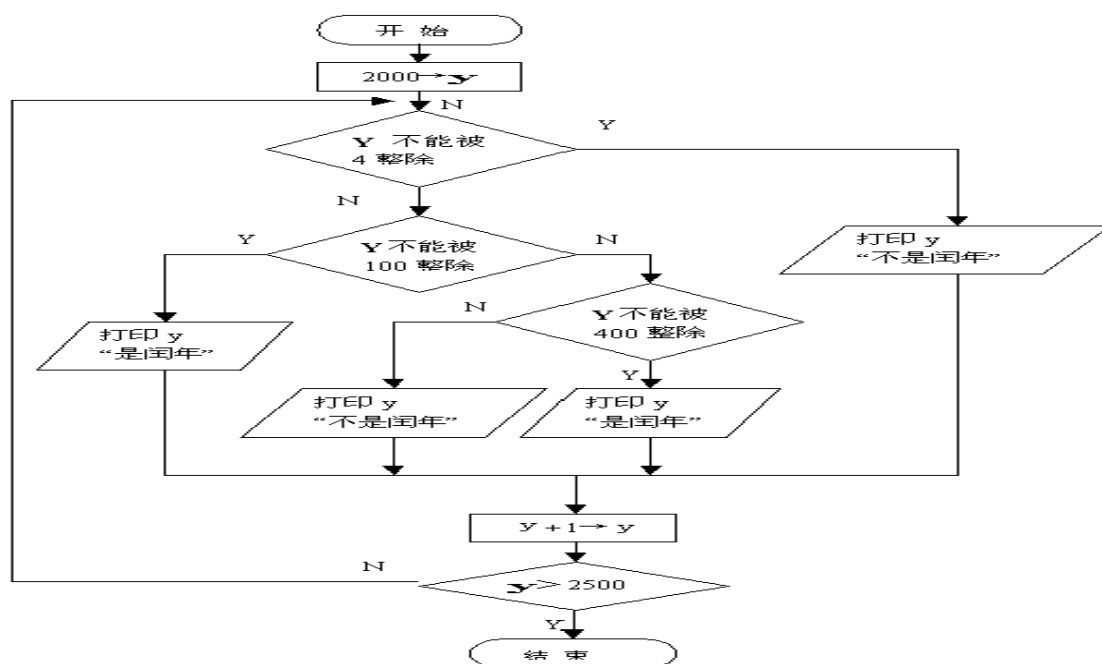 开 始
2000→y
N
Y 不能被
4 整除
Y
N
Y 不能被
100 整除
Y
N
打印 y
“不是闰年”
Y 不能被
400 整除
N
Y
打印 y
“是闰年”
打印 y
“不是闰年”
打印 y
“是闰年”
y +1→ y
y> 2500
N
Y
结 束